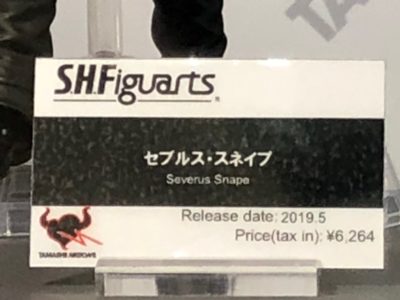 S.H.Figuarts
セブルス・スネイプ
Severus Snape
Release date: 2019.5
Price(tax in): ¥6,264
TAMASHII NATIONS